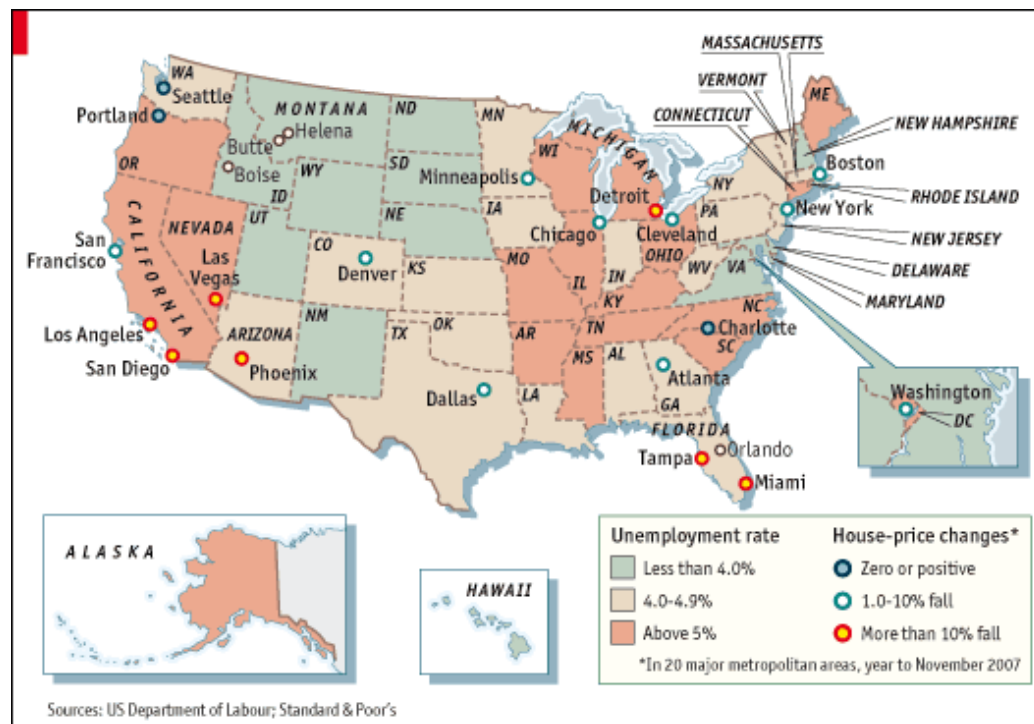 MASSACHUSETTS
VERMONT
CONNECTICUT
WA
Seattle
Portland
MONTANA
Helena
Butte
Boise
ND
MN
MICHIGAN
ME
NEW HAMPSHIRE
Boston
RHODE ISLAND
OR
ID
WY
SD
Minneapolis
WI
Detroit
NY
New York
NEW JERSEY
CALIFORNIA
NEVADA
UT
NE
IA
Chicago
Cleveland
PA
OHIO
DELAWARE
MARYLAND
San
Francisco
Las
Vegas
CO
Denver
KS
MO
IL
IN
KY
WV
VA
Los Angeles
San Diego
ARIZONA
Phoenix
NM
TX
OK
AR
TN
MS
AL
NC
Charlotte
SC
Dallas
LA
GA
Atlanta
FLORIDA
Tampa
Orlando
Miami
Washington
DC
ALASKA
HAWAII
Unemployment rate
Less than 4.0%
4.0-4.9%
Above 5%
House-price changes*
Zero or positive
1.0-10% fall
More than 10% fall
*In 20 major metropolitan areas, year to November 2007
Sources: US Department of Labour; Standard & Poor's